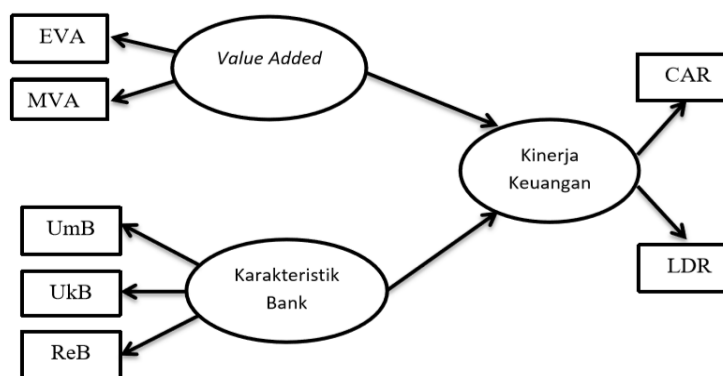 EVA
MVA
Value Added
CAR
Kinerja
Keuangan
LDR
UmB
UkB
ReB
Karakteristik
Bank